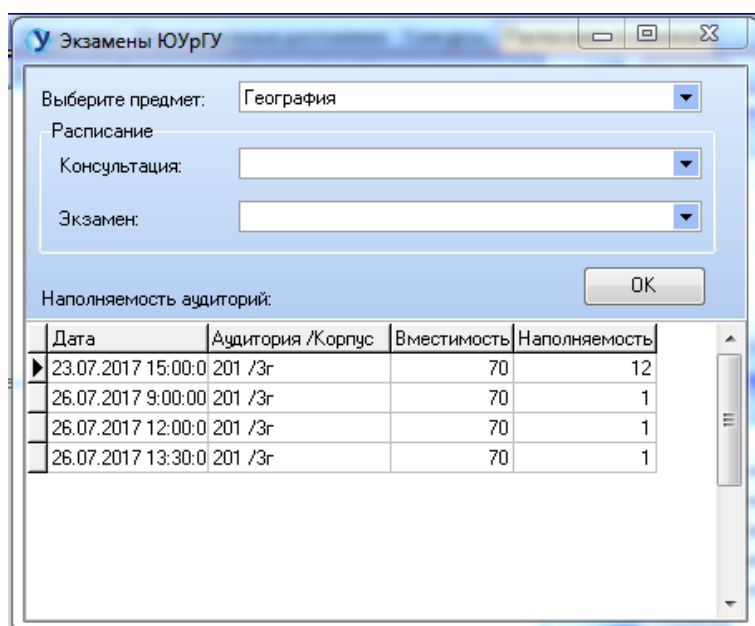 Экзамены ЮУрГУ
Выберите предмет: География
Расписание
Консультация:
Экзамен:
OK
Наполняемость аудиторий:
Дата Аудитория /Корпус Вместимость Наполняемость
23.07.2017 15:00:0 201 /3г 70 12
26.07.2017 9:00:00 201 /3г 70 1
26.07.2017 12:00:0 201 /3г 70 1
26.07.2017 13:30:0 201 /3г 70 1